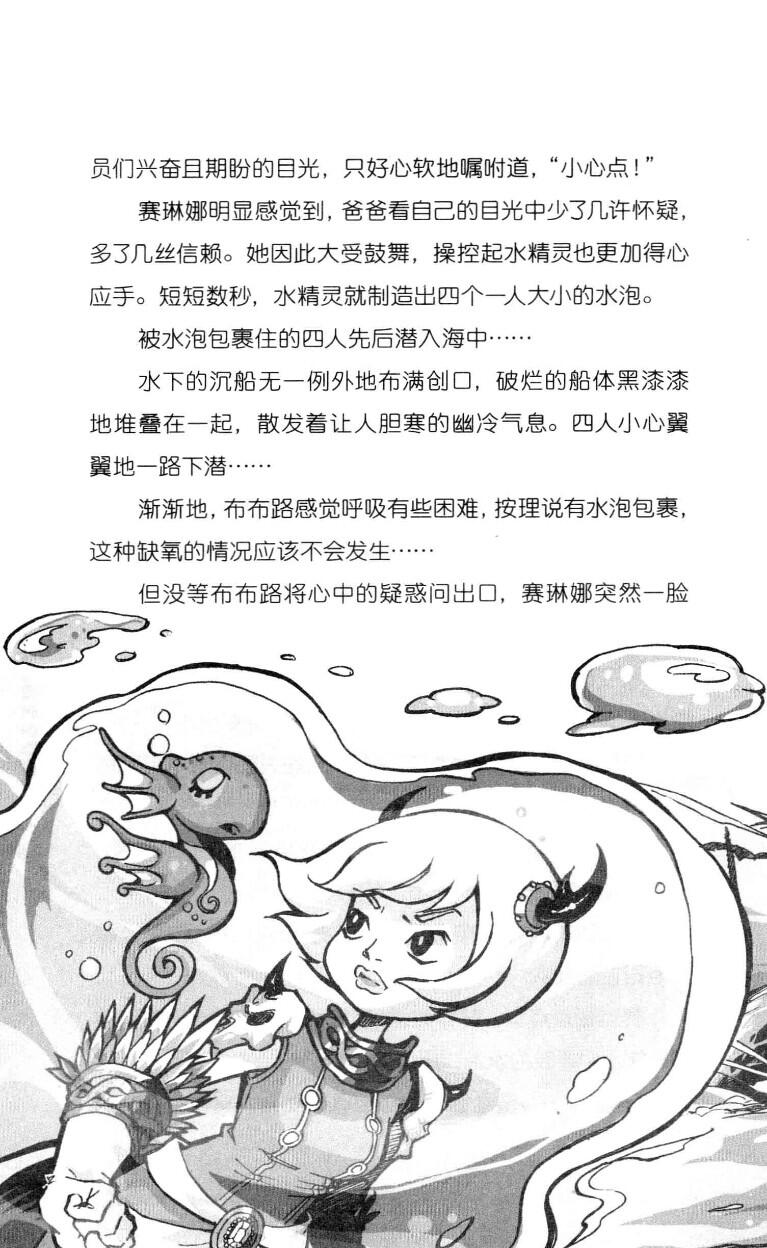 员们兴奋且期盼的目光，只好心软地嘱咐道，“小心点！”
赛琳娜明显感觉到，爸爸看自己的目光中少了几许怀疑，
多了几丝信赖。她因此大受鼓舞，操控起水精灵也更加得心
应手。短短数秒，水精灵就制造出四个一人大小的水泡。
被水泡包裹住的四人先后潜入海中……
水下的沉船无一例外地布满创口，破烂的船体黑漆漆
地堆叠在一起，散发着让人胆寒的幽冷气息。四人小心翼
翼地一路下潜……
渐渐地，布布路感觉呼吸有些困难，按理说有水泡包裹，
这种缺氧的情况应该不会发生……
但没等布布路将心中的疑惑问出口，赛琳娜突然一脸